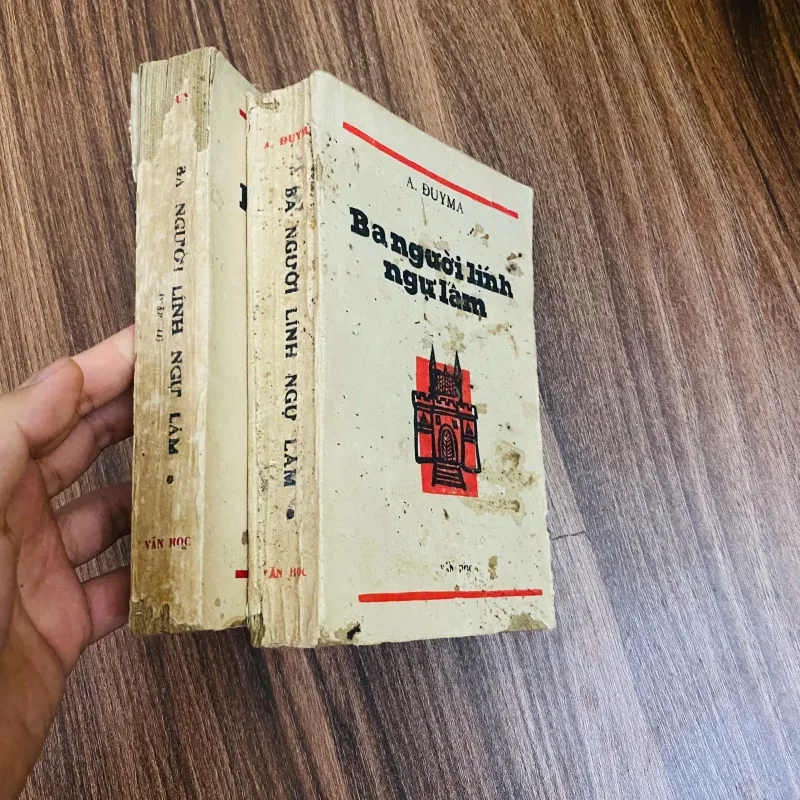 BA NGƯỜI LÍNH NGỰ LÂM
VĂN HỌC
A. ĐUYMA
BA NGƯỜI LÍNH NGỰ LÂM
VĂN HỌC
A. ĐUYMA
Ba người lính
ngự lâm
VĂN HỌC